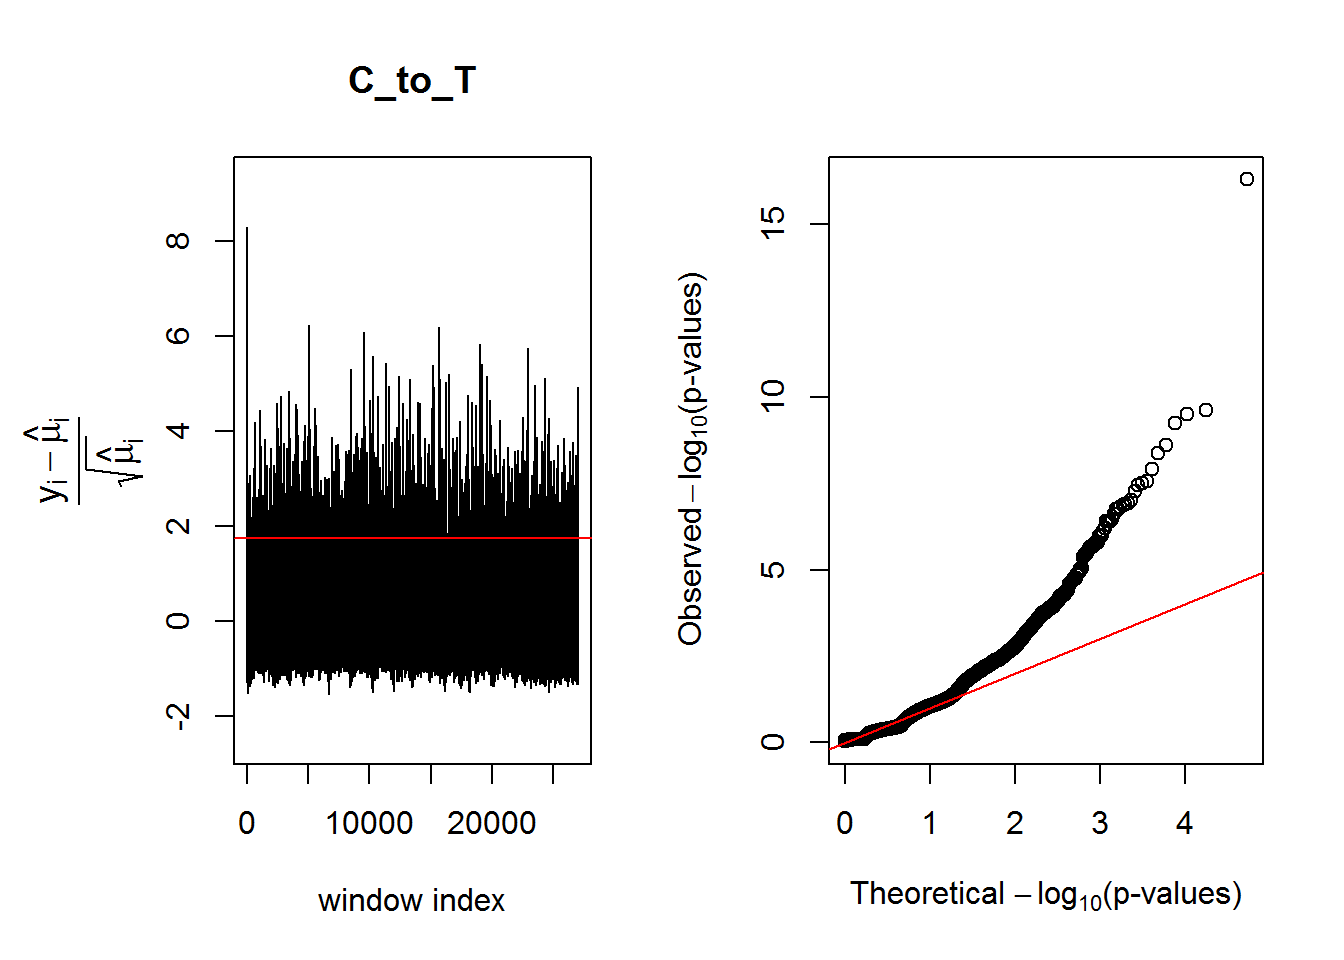 C_to_T
y_i − μ̂_i
√μ̂_i
8
6
4
2
0
-2
0 10000 20000
window index
Observed − log₁₀(p-values)
15
10
5
0
0 1 2 3 4
Theoretical − log₁₀(p-values)